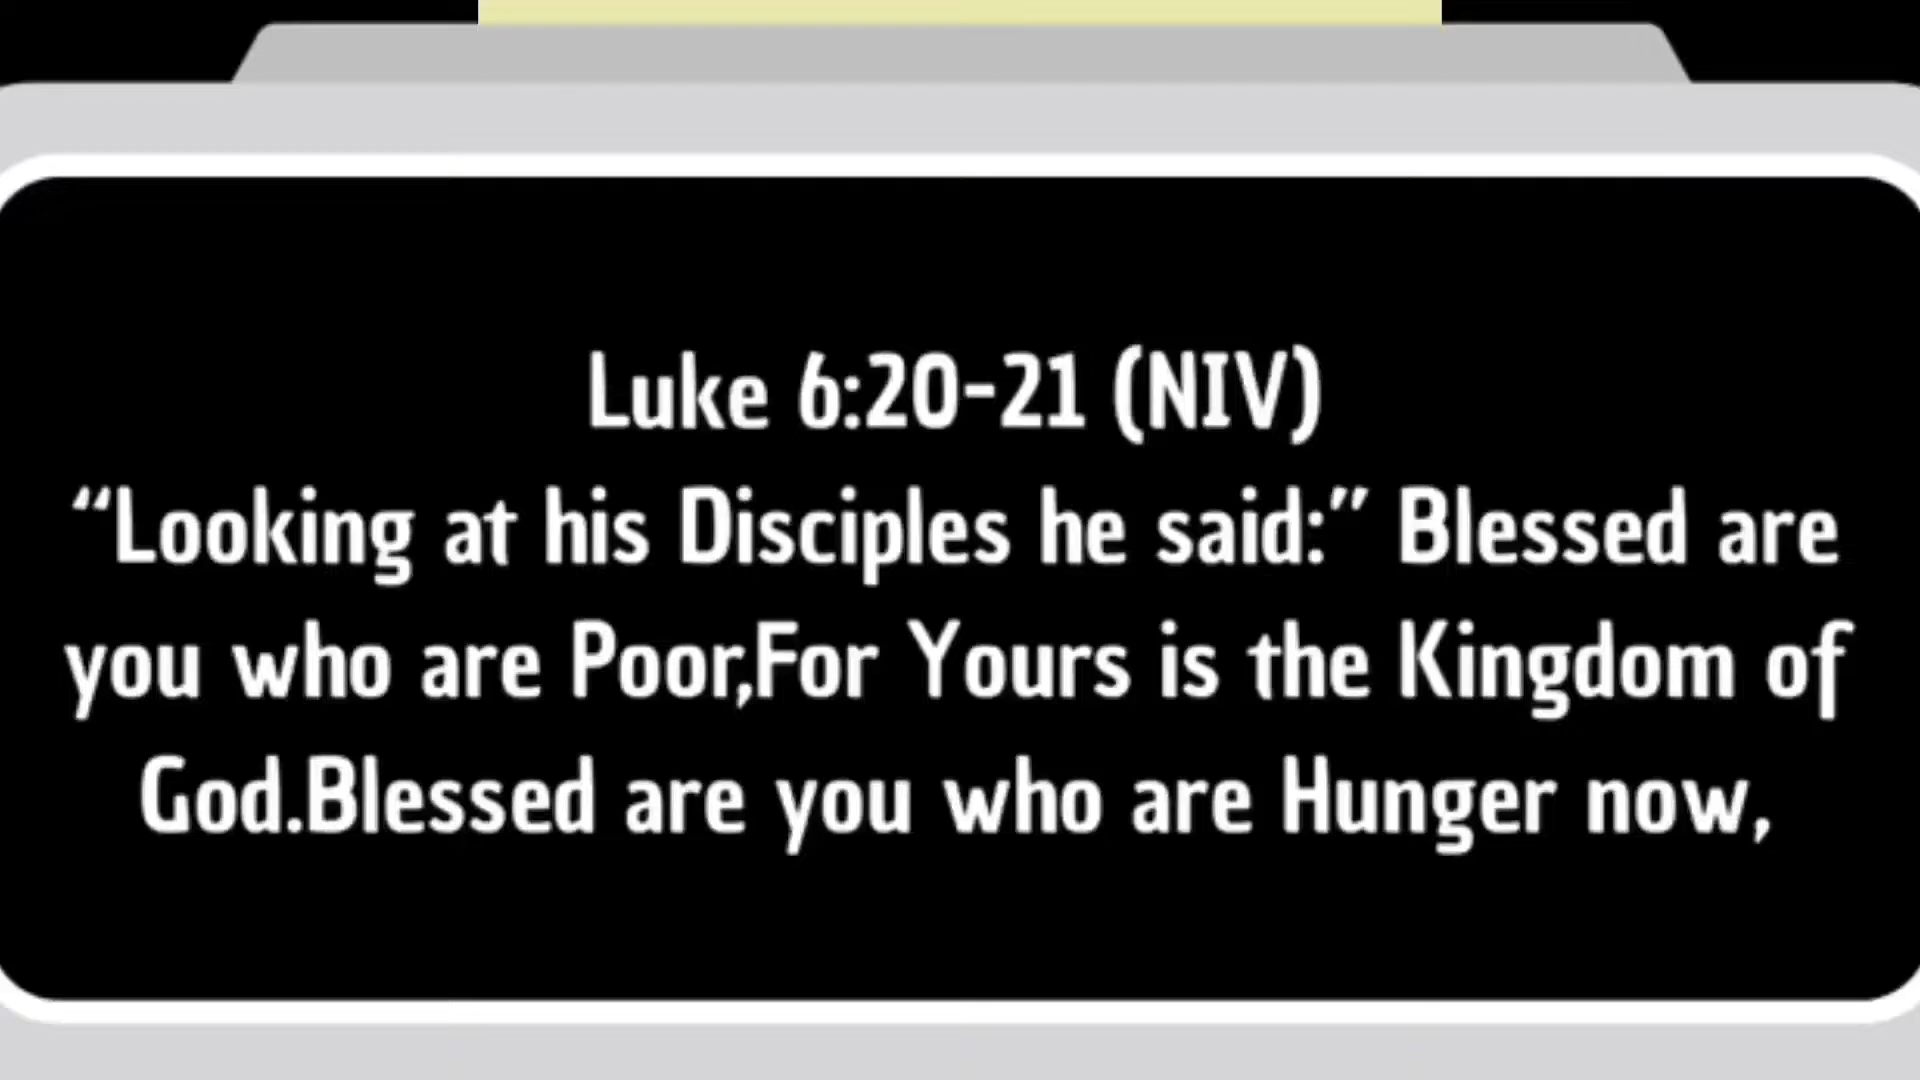 Luke 6:20-21 (NIV)
“Looking at his Disciples he said:” Blessed are
you who are Poor,For Yours is the Kingdom of
God.Blessed are you who are Hunger now,